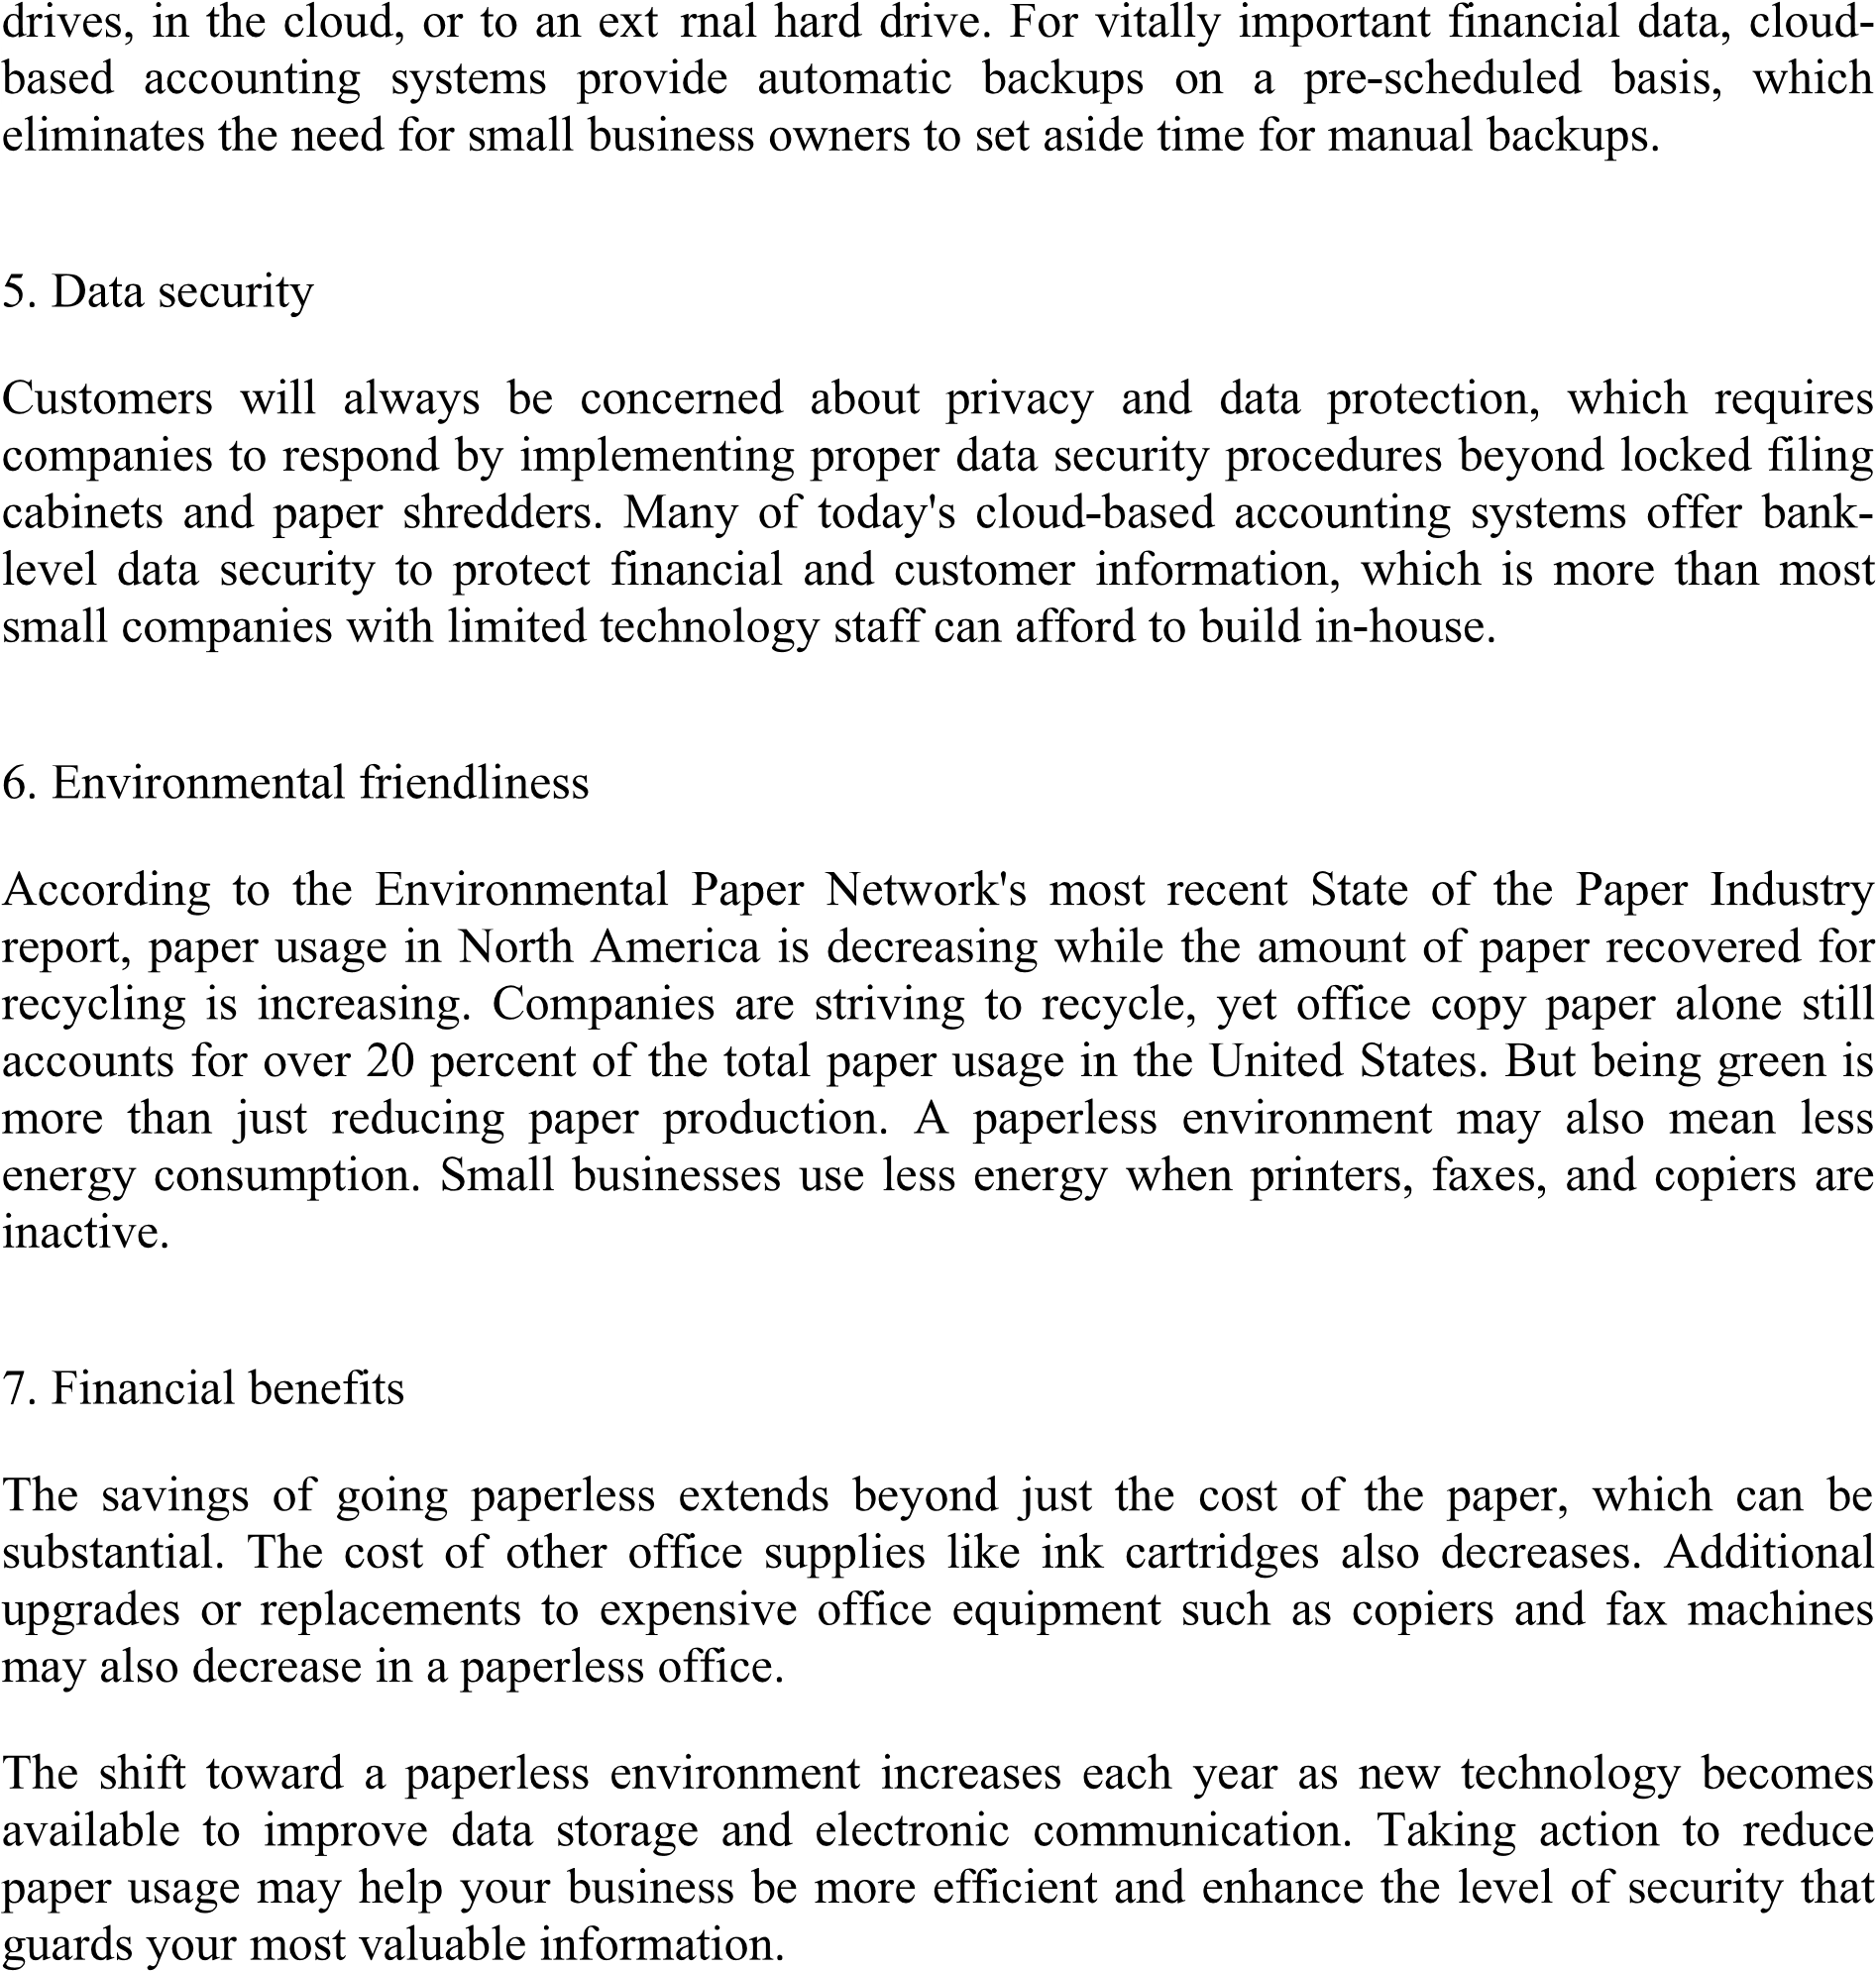 drives, in the cloud, or to an ext rnal hard drive. For vitally important financial data, cloud-
based accounting systems provide automatic backups on a pre-scheduled basis, which
eliminates the need for small business owners to set aside time for manual backups.
5. Data security
Customers will always be concerned about privacy and data protection, which requires
companies to respond by implementing proper data security procedures beyond locked filing
cabinets and paper shredders. Many of today's cloud-based accounting systems offer bank-
level data security to protect financial and customer information, which is more than most
small companies with limited technology staff can afford to build in-house.
6. Environmental friendliness
According to the Environmental Paper Network's most recent State of the Paper Industry
report, paper usage in North America is decreasing while the amount of paper recovered for
recycling is increasing. Companies are striving to recycle, yet office copy paper alone still
accounts for over 20 percent of the total paper usage in the United States. But being green is
more than just reducing paper production. A paperless environment may also mean less
energy consumption. Small businesses use less energy when printers, faxes, and copiers are
inactive.
7. Financial benefits
The savings of going paperless extends beyond just the cost of the paper, which can be
substantial. The cost of other office supplies like ink cartridges also decreases. Additional
upgrades or replacements to expensive office equipment such as copiers and fax machines
may also decrease in a paperless office.
The shift toward a paperless environment increases each year as new technology becomes
available to improve data storage and electronic communication. Taking action to reduce
paper usage may help your business be more efficient and enhance the level of security that
guards your most valuable information.